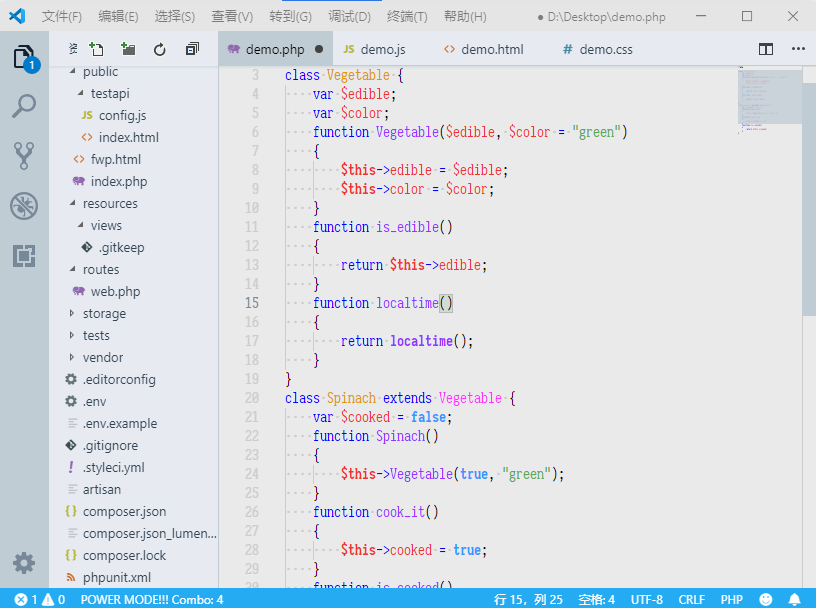 文件(F) 编辑(E) 选择(S) 查看(V) 转到(G) 调试(D) 终端(T) 帮助(H) ● D:\Desktop\demo.php
demo.php ● JS demo.js <> demo.html # demo.css
1
public
testapi
JS config.js
<> index.html
<> fwp.html
index.php
resources
views
.gitkeep
routes
web.php
storage
tests
vendor
.editorconfig
.env
.env.example
.gitignore
! .styleci.yml
artisan
{} composer.json
composer.json_lumen...
{} composer.lock
phpunit.xml
3 class Vegetable {
4 var $edible;
5 var $color;
6 function Vegetable($edible, $color = "green")
7 {
8 $this->edible = $edible;
9 $this->color = $color;
10 }
11 function is_edible()
12 {
13 return $this->edible;
14 }
15 function localtime()
16 {
17 return localtime();
18 }
19 }
20 class Spinach extends Vegetable {
21 var $cooked = false;
22 function Spinach()
23 {
24 $this->Vegetable(true, "green");
25 }
26 function cook_it()
27 {
28 $this->cooked = true;
29 }
30 function is_cooked()
1 0 POWER MODE!!! Combo: 4 行 15，列 25 空格: 4 UTF-8 CRLF PHP